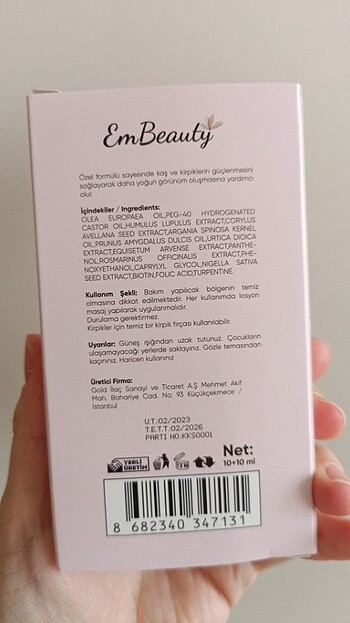 EmBeauty
Özel formülü sayesinde kaş ve kirpiklerin güçlenmesini
sağlayarak daha yoğun görünüm oluşmasına yardımcı
olur.
İçindekiler / Ingredients:
OLEA EUROPAEA OIL,PEG-40 HYDROGENATED
CASTOR OIL,HUMULUS LUPULUS EXTRACT,CORYLUS
AVELLANA SEED EXTRACT,ARGANIA SPINOSA KERNEL
OIL,PRUNUS AMYGDALUS DULCIS OIL,URTICA DIOICA
EXTRACT,EQUISETUM ARVENSE EXTRACT,PANTHE-
NOL,ROSMARINUS OFFICINALIS EXTRACT,PHE-
NOXYETHANOL,CAPRYLYL GLYCOL,NIGELLA SATIVA
SEED EXTRACT,BIOTIN,FOLIC ACID,TURPENTINE.
Kullanım Şekli: Bakım yapılıcak bölgenin temiz
olmasına dikkat edilmektedir. Her kullanımda losyon
masaj yapılarak uygulanmalıdır.
Durulama gerektirmez.
Kirpikler için temiz bir kirpik fırçası kullanılabilir.
Uyarılar: Güneş ışığından uzak tutunuz. Çocukların
ulaşamayacağı yerlerde saklayınız. Gözle temasından
kaçınınız. Haricen kullanınız
Üretici Firma:
Gold İlaç Sanayi ve Ticaret A.Ş Mehmet Akif
Mah. Bahariye Cad. No: 93 Küçükçekmece /
İstanbul
U.T:02/2023
T.E.T.T:02/2026
PARTI NO.KKS0001
YERLİ
ÜRETİM
Net:
10+10 ml
8 682340 347131